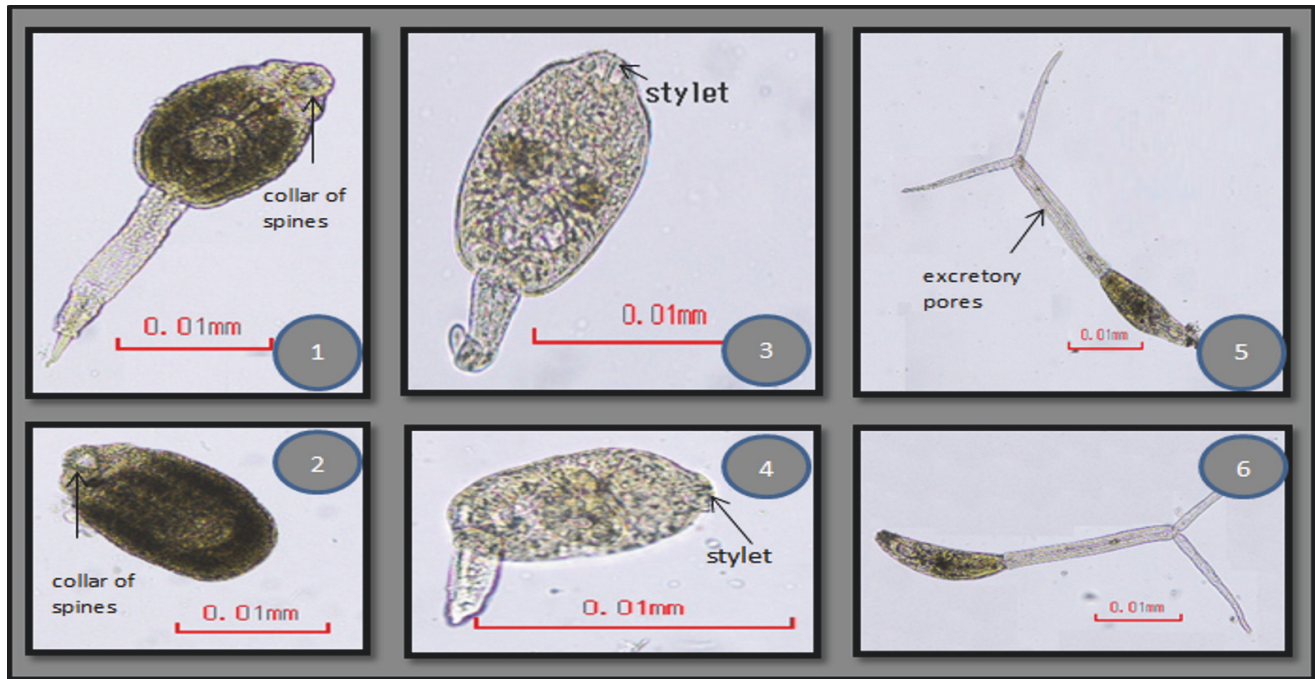 collar of
spines
0.01mm
1
stylet
0.01mm
3
excretory
pores
0.01mm
5
2
collar of
spines
0.01mm
4
stylet
0.01mm
6
0.01mm